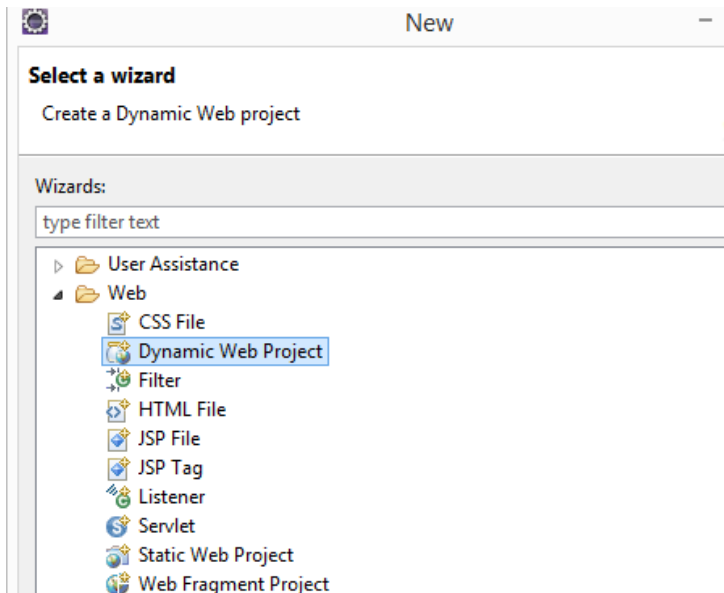 New
Select a wizard
Create a Dynamic Web project
Wizards:
type filter text
User Assistance
Web
CSS File
Dynamic Web Project
Filter
HTML File
JSP File
JSP Tag
Listener
Servlet
Static Web Project
Web Fragment Project